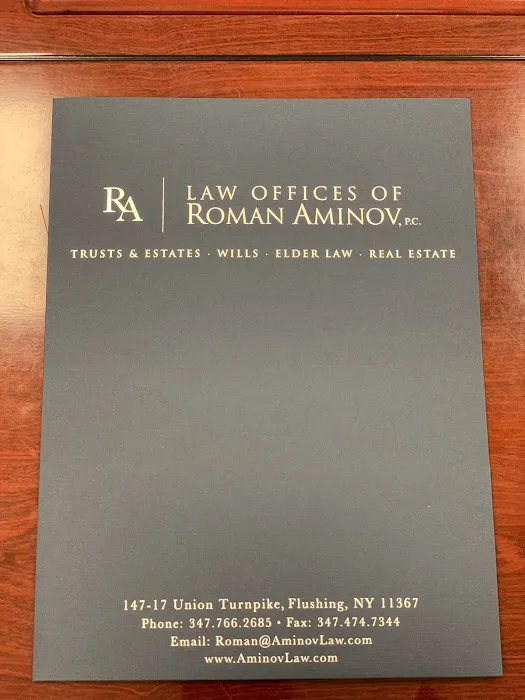 RA
LAW OFFICES OF
ROMAN AMINOV, P.C.
TRUSTS & ESTATES · WILLS · ELDER LAW · REAL ESTATE
147-17 Union Turnpike, Flushing, NY 11367
Phone: 347.766.2685 • Fax: 347.474.7344
Email: Roman@AminovLaw.com
www.AminovLaw.com